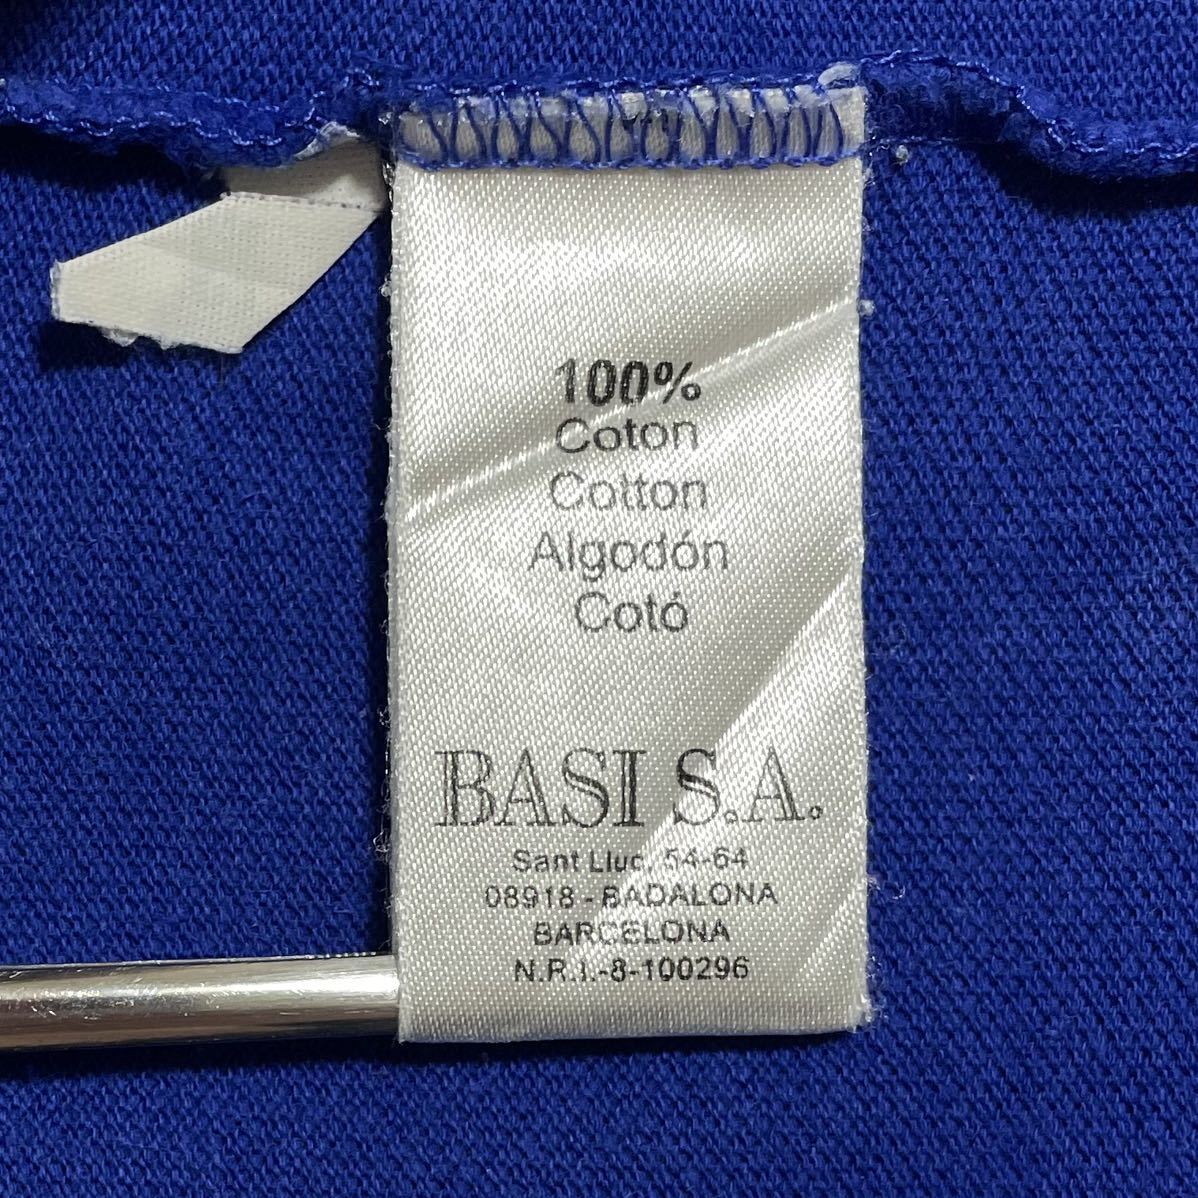 100%
Coton
Cotton
Algodón
Cotó
BASI S.A.
Sant Lluc, 54-64
08918 - BADALONA
BARCELONA
N.R.I.-8-100296